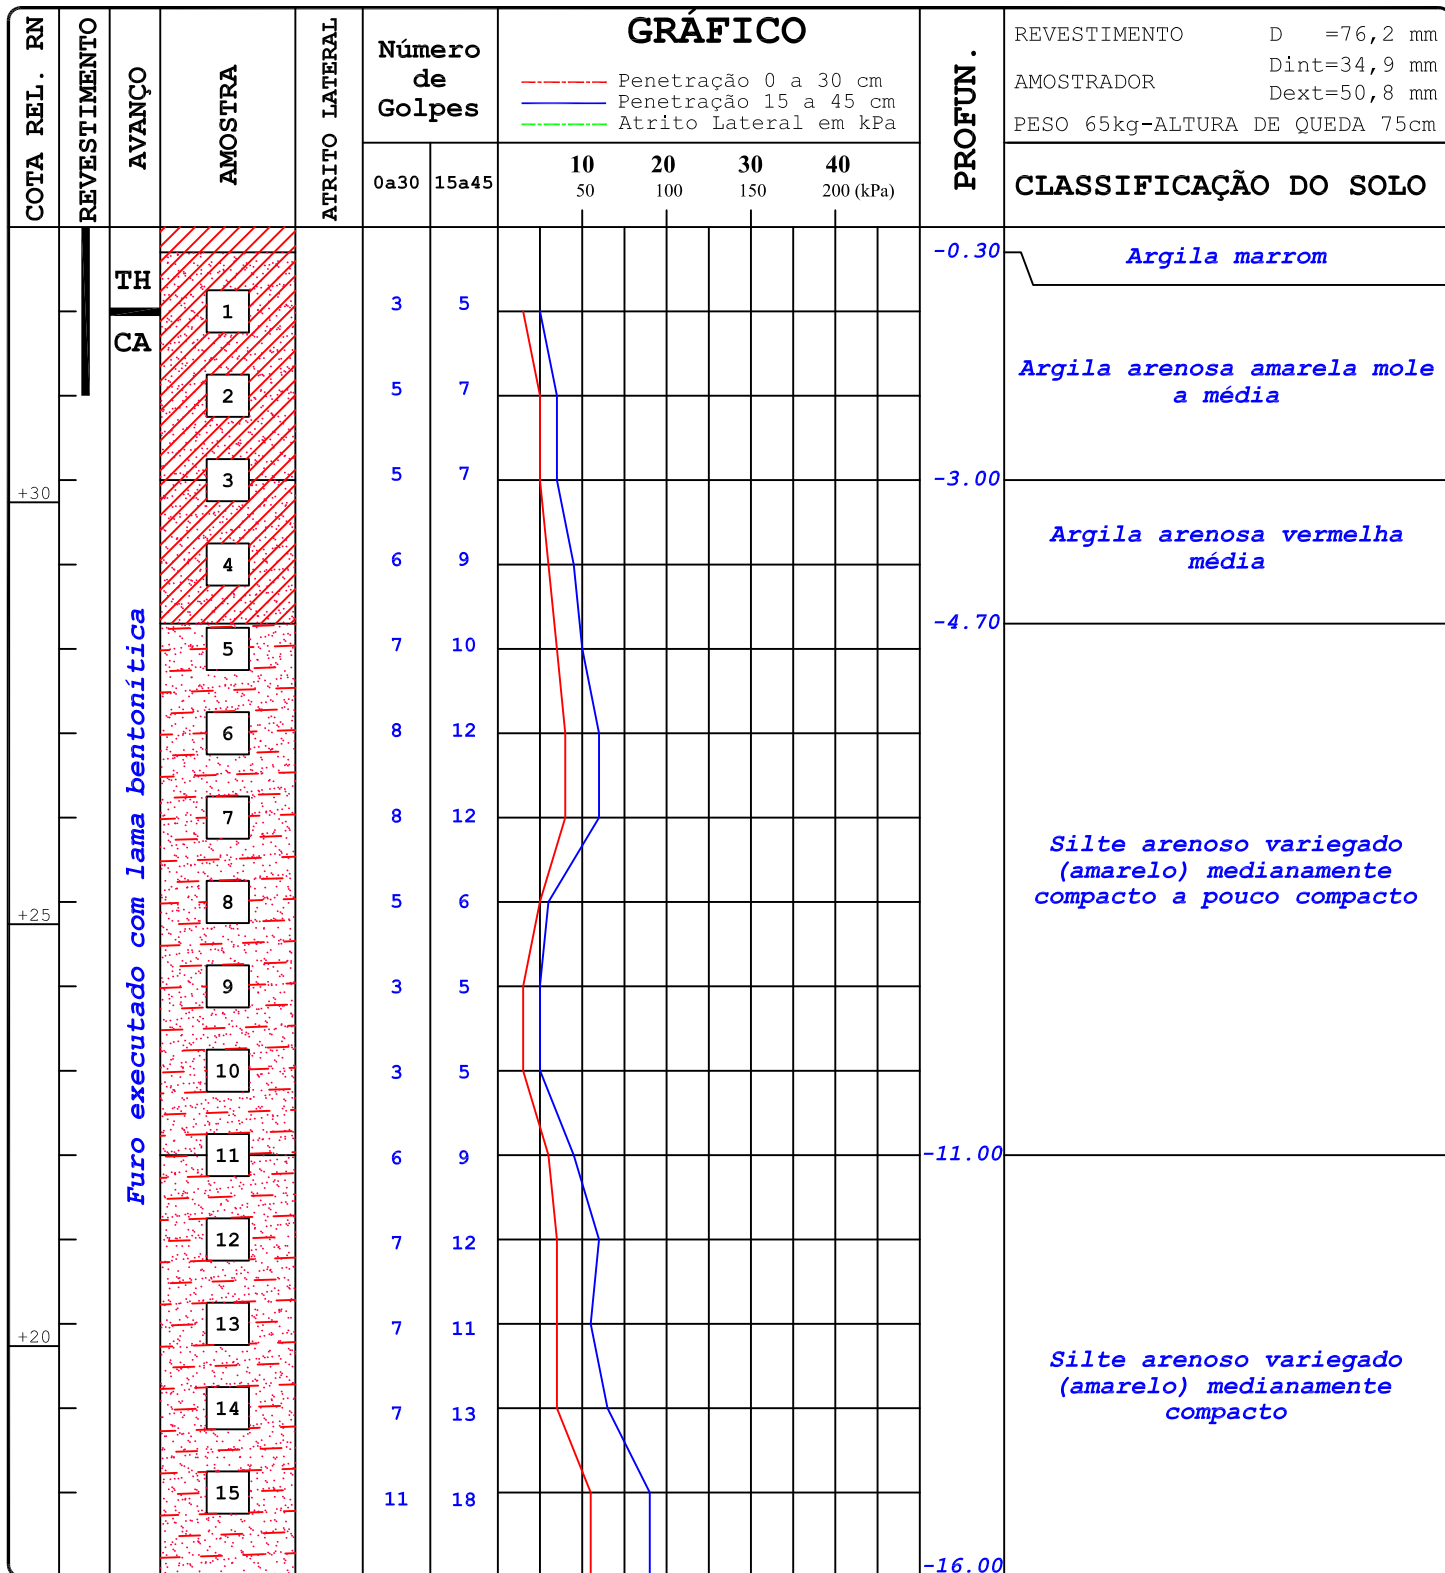 COTA REL. RN
REVESTIMENTO
AVANÇO
AMOSTRA
ATRITO LATERAL
Número
de
Golpes
0a30 15a45
GRÁFICO
Penetração 0 a 30 cm
Penetração 15 a 45 cm
Atrito Lateral em kPa
10 20 30 40
50 100 150 200 (kPa)
PROFUN.
REVESTIMENTO D =76,2 mm
AMOSTRADOR Dint=34,9 mm
Dext=50,8 mm
PESO 65kg-ALTURA DE QUEDA 75cm
CLASSIFICAÇÃO DO SOLO
-0.30 Argila marrom
TH
1 3 5
CA
Argila arenosa amarela mole
a média
2 5 7
3 5 7 -3.00
+30
Argila arenosa vermelha
média
4 6 9
-4.70
5 7 10
6 8 12
7 8 12
Silte arenoso variegado
(amarelo) medianamente
compacto a pouco compacto
8 5 6
+25
9 3 5
10 3 5
11 6 9 -11.00
Furo executado com lama bentonítica
12 7 12
13 7 11
+20
Silte arenoso variegado
(amarelo) medianamente
compacto
14 7 13
15 11 18
-16.00